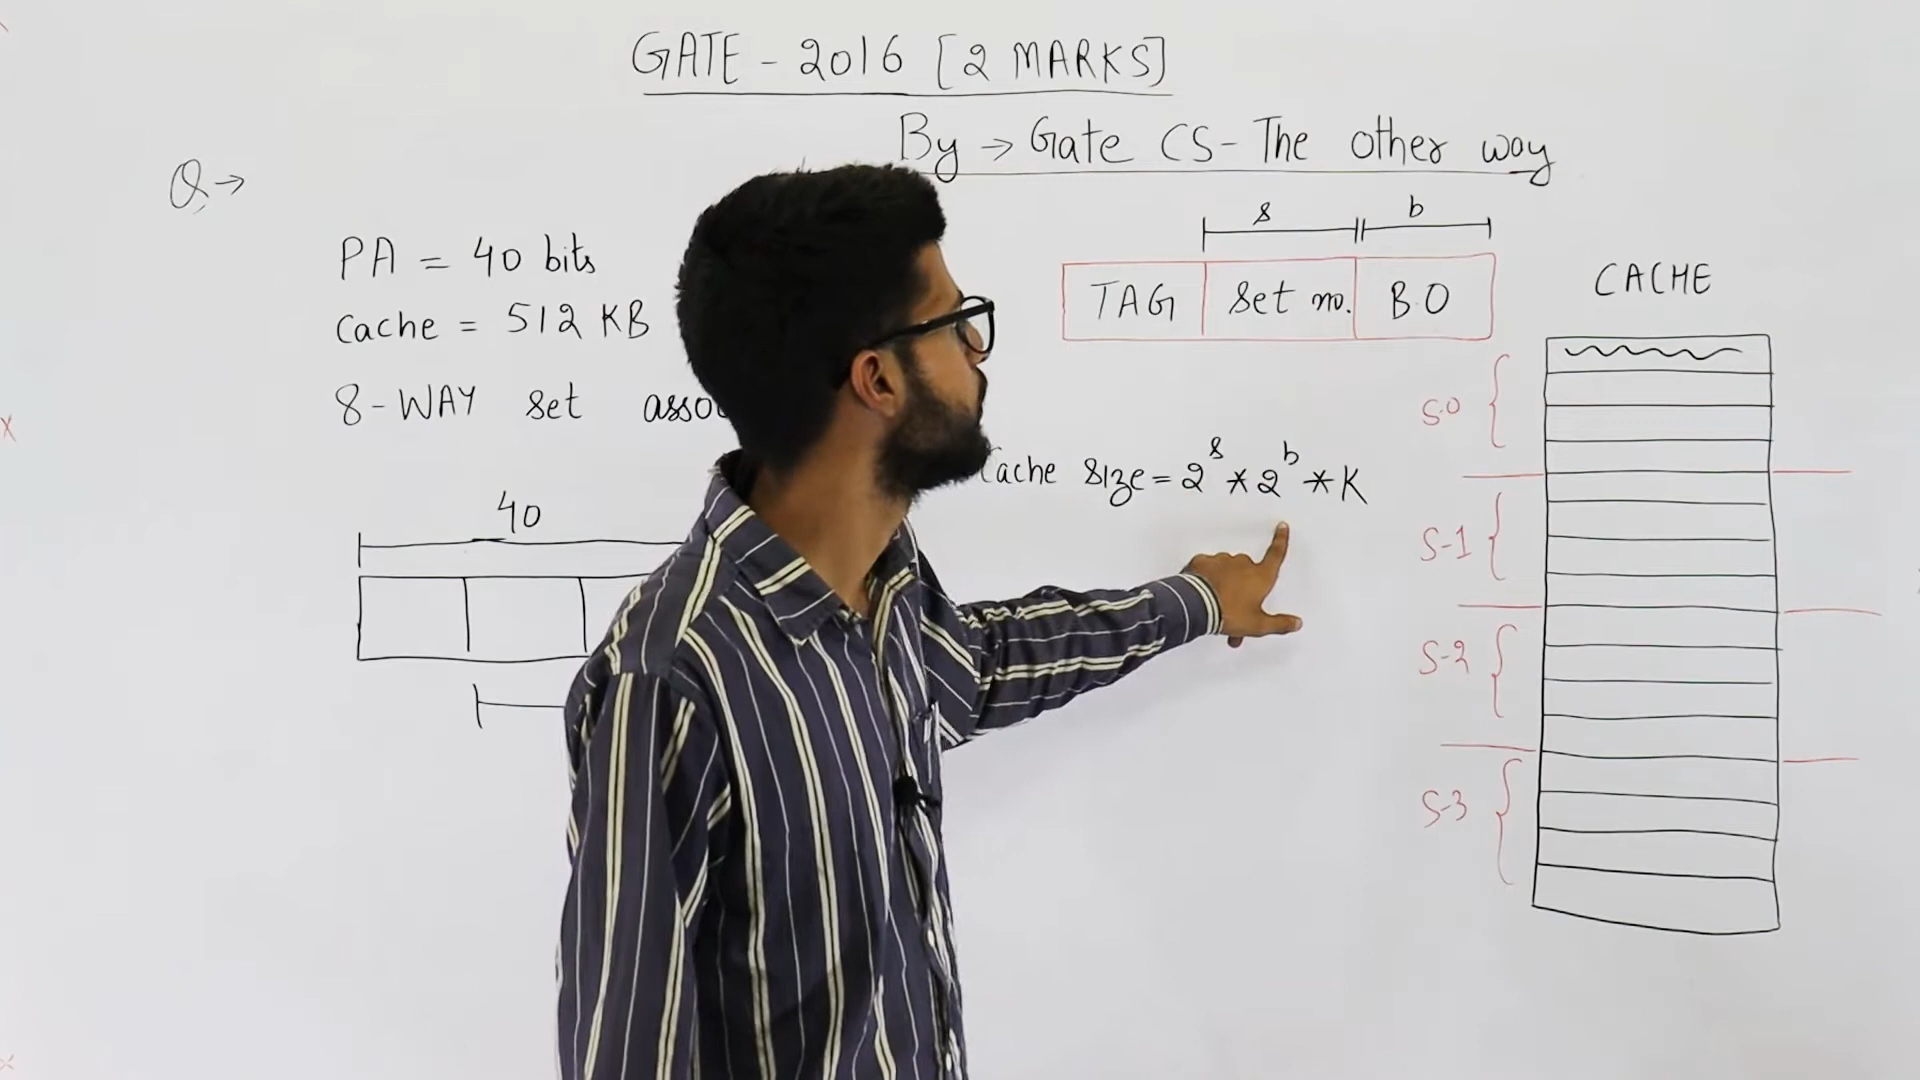 GATE - 2016 [2 MARKS]
By → Gate CS - The other way
Q →
PA = 40 bits
Cache = 512 KB
8-WAY set
40
s b
TAG Set no. B.O
Cache size = 2^s * 2^b * K
CACHE
S-0
S-1
S-2
S-3